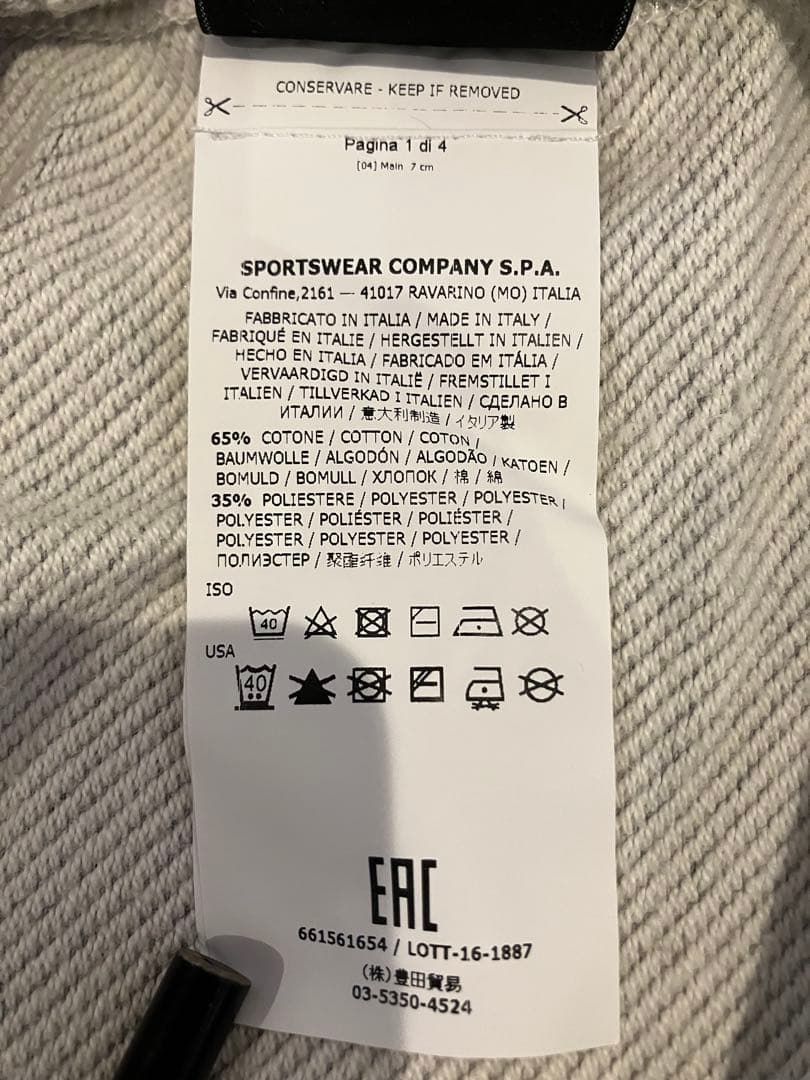 CONSERVARE - KEEP IF REMOVED
Pagina 1 di 4
[04] Main 7 cm
SPORTSWEAR COMPANY S.P.A.
Via Confine,2161 — 41017 RAVARINO (MO) ITALIA
FABBRICATO IN ITALIA / MADE IN ITALY /
FABRIQUÉ EN ITALIE / HERGESTELLT IN ITALIEN /
HECHO EN ITALIA / FABRICADO EM ITÁLIA /
VERVAARDIGD IN ITALIË / FREMSTILLET I
ITALIEN / TILLVERKAD I ITALIEN / СДЕЛАНО В
ИТАЛИИ / 意大利制造 / イタリア製
65% COTONE / COTTON / COTON /
BAUMWOLLE / ALGODÓN / ALGODÃO / KATOEN /
BOMULD / BOMULL / ХЛОПОК / 棉 / 綿
35% POLIESTERE / POLYESTER / POLYESTER /
POLYESTER / POLIÉSTER / POLIÉSTER /
POLYESTER / POLYESTER / POLYESTER /
ПОЛИЭСТЕР / 聚酯纤维 / ポリエステル
ISO
40
USA
40
EAC
661561654 / LOTT-16-1887
(株)豊田貿易
03-5350-4524